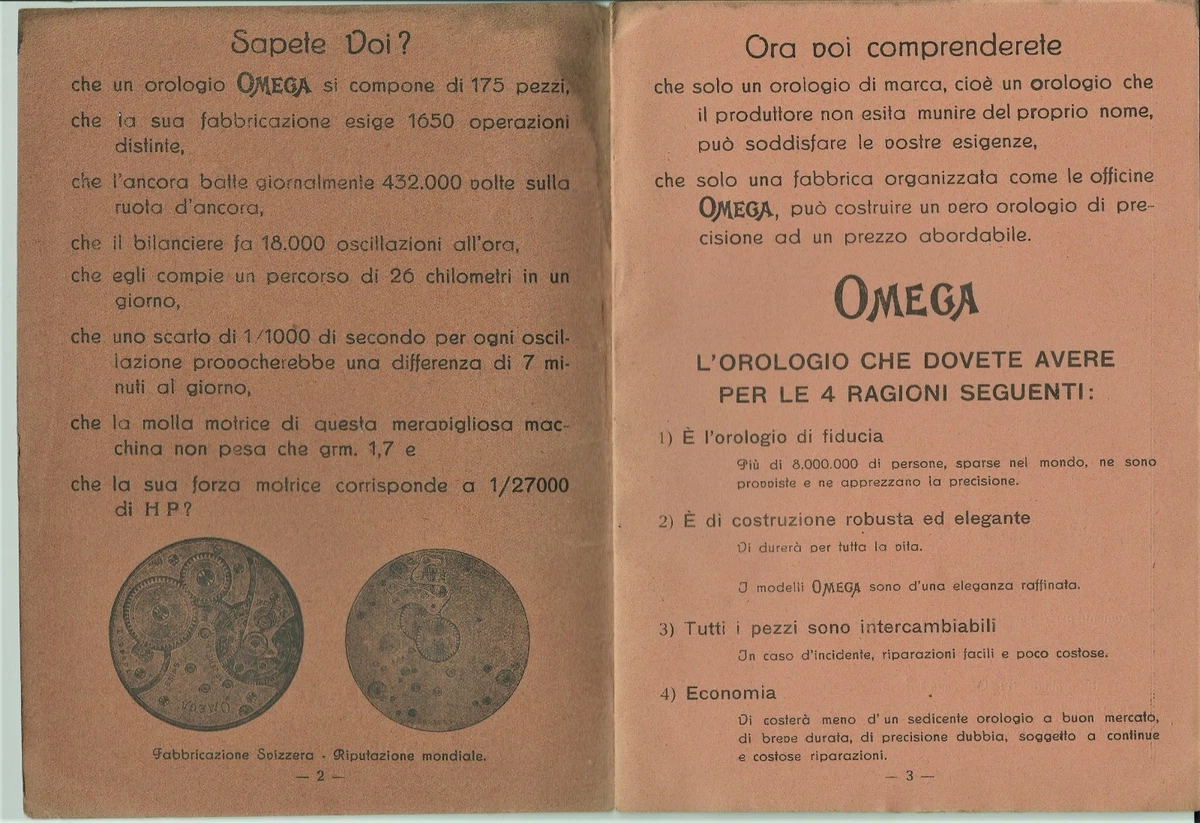 Sapete Voi?
che un orologio OMEGA si compone di 175 pezzi,
che la sua fabbricazione esige 1650 operazioni
distinte,
che l'ancora batte giornalmente 432.000 volte sulla
ruota d'ancora,
che il bilanciere fa 18.000 oscillazioni all'ora,
che egli compie un percorso di 26 chilometri in un
giorno,
che uno scarto di 1/1000 di secondo per ogni oscil-
lazione provocherebbe una differenza di 7 mi-
nuti al giorno,
che la molla motrice di questa meravigliosa mac-
china non pesa che grm. 1,7 e
che la sua forza motrice corrisponde a 1/27000
di HP?
OMEGA
Fabbricazione Svizzera - Riputazione mondiale.
— 2 —
Ora voi comprenderete
che solo un orologio di marca, cioè un orologio che
il produttore non esita munire del proprio nome,
può soddisfare le vostre esigenze,
che solo una fabbrica organizzata come le officine
OMEGA, può costruire un vero orologio di pre-
cisione ad un prezzo abordabile.
OMEGA
L'OROLOGIO CHE DOVETE AVERE
PER LE 4 RAGIONI SEGUENTI:
1) È l'orologio di fiducia
Più di 8.000.000 di persone, sparse nel mondo, ne sono
provviste e ne apprezzano la precisione.
2) È di costruzione robusta ed elegante
Vi durerà per tutta la vita.
I modelli OMEGA sono d'una eleganza raffinata.
3) Tutti i pezzi sono intercambiabili
In caso d'incidente, riparazioni facili e poco costose.
4) Economia
Vi costerà meno d'un sedicente orologio a buon mercato,
di breve durata, di precisione dubbia, soggetto a continue
e costose riparazioni.
— 3 —